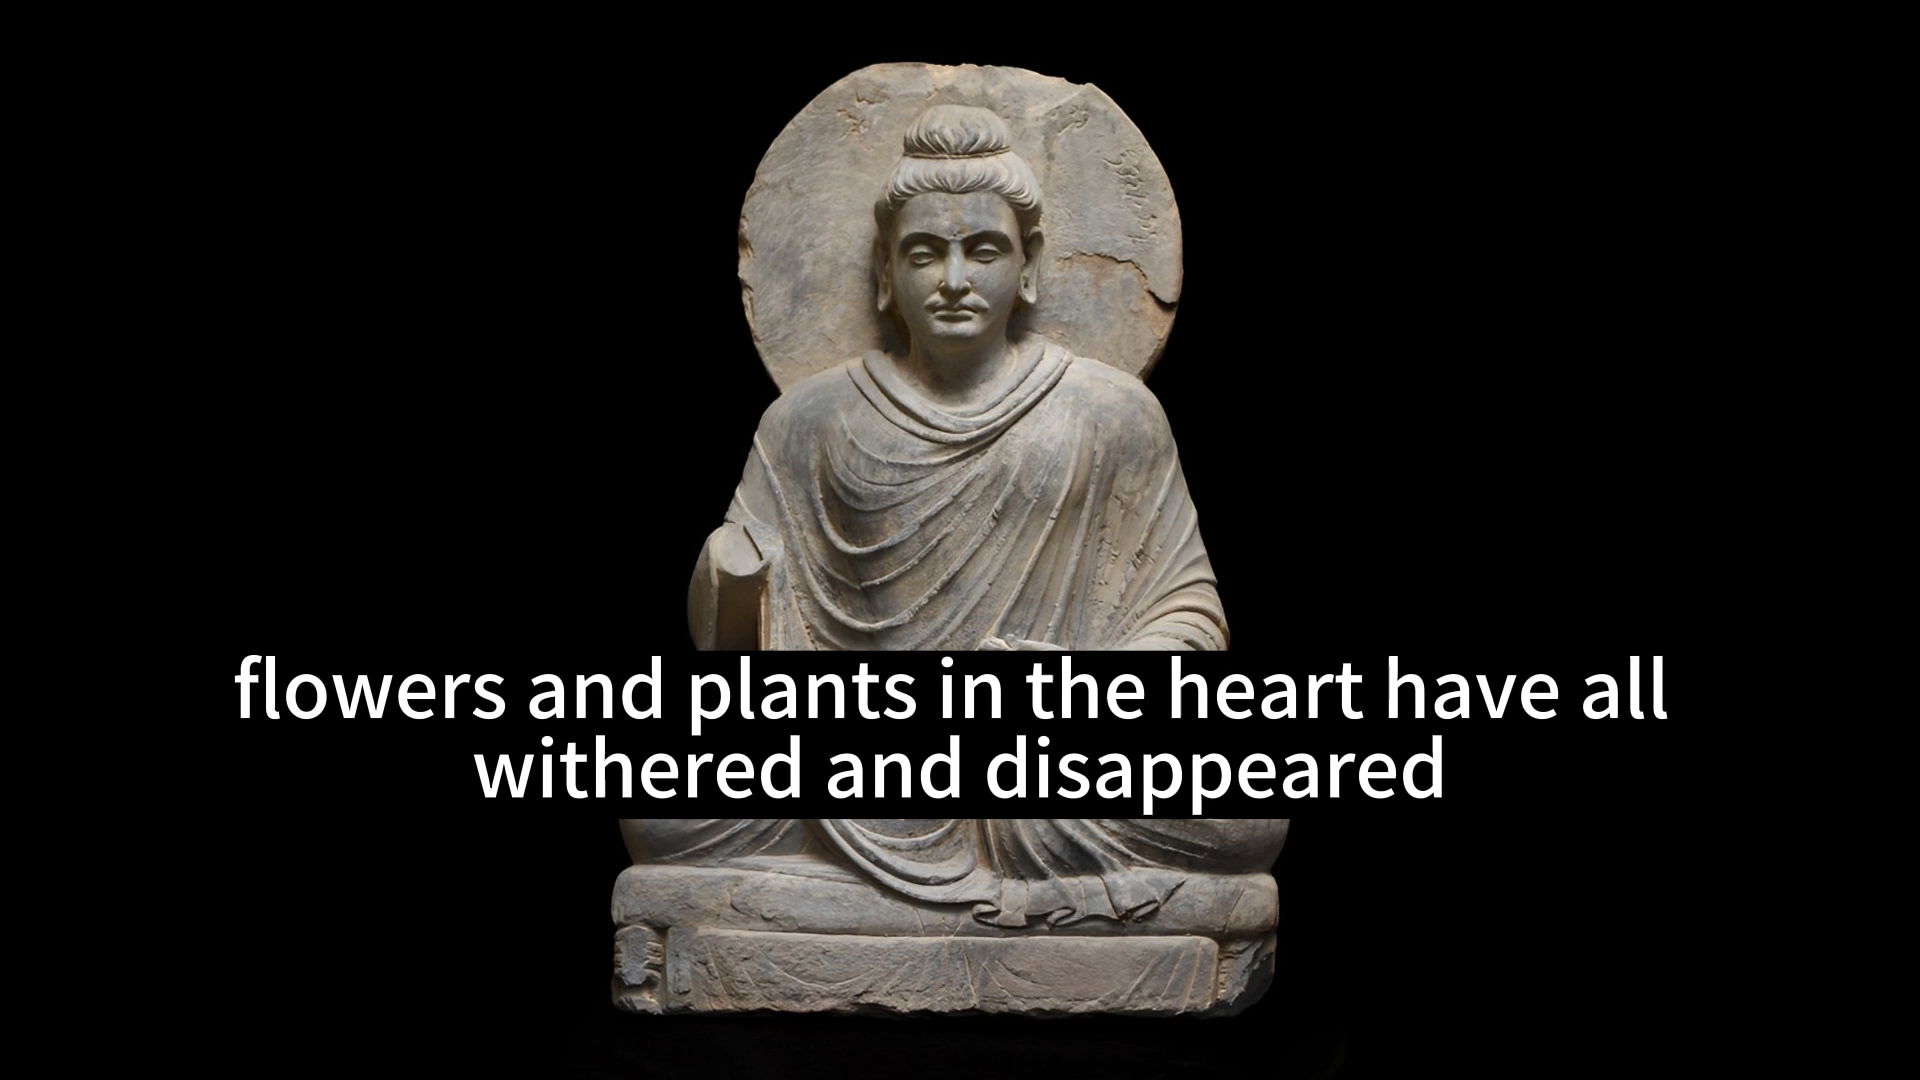 flowers and plants in the heart have all
withered and disappeared